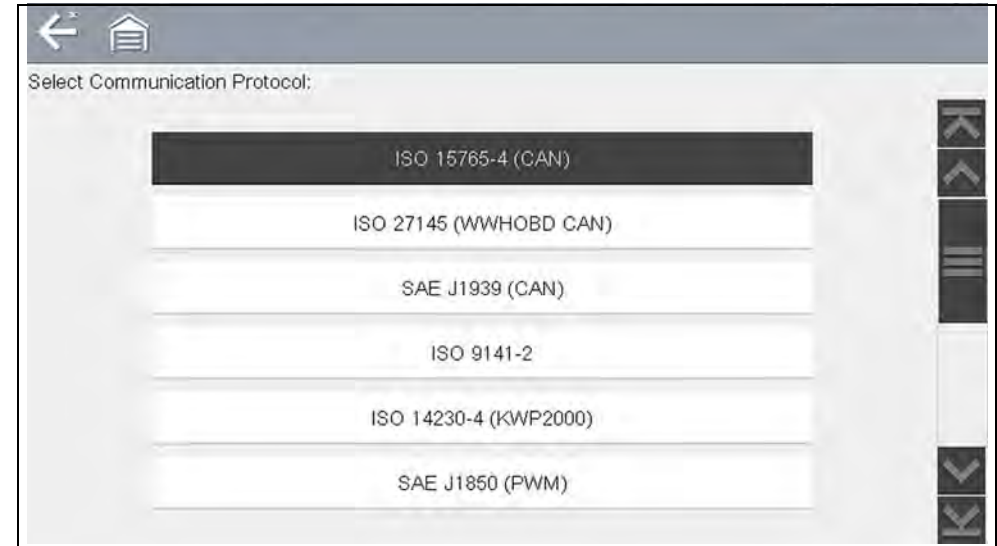 Select Communication Protocol:
ISO 15765-4 (CAN)
ISO 27145 (WWHOBD CAN)
SAE J1939 (CAN)
ISO 9141-2
ISO 14230-4 (KWP2000)
SAE J1850 (PWM)